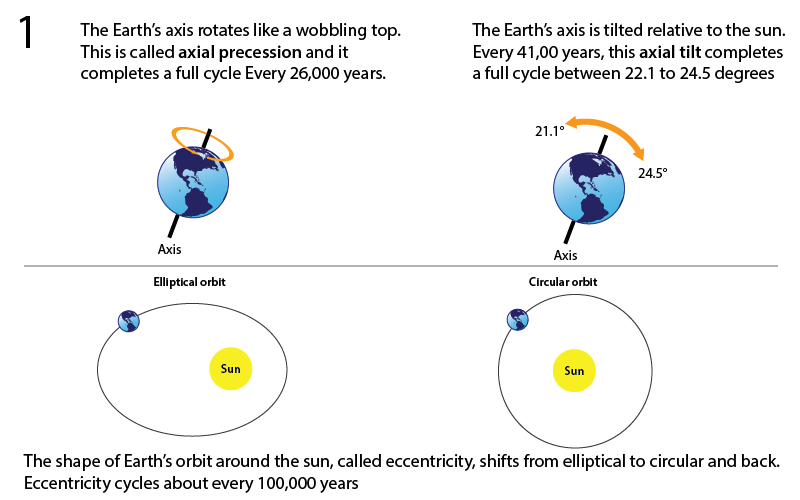 1
The Earth's axis rotates like a wobbling top.
This is called axial precession and it
completes a full cycle Every 26,000 years.
The Earth's axis is tilted relative to the sun.
Every 41,00 years, this axial tilt completes
a full cycle between 22.1 to 24.5 degrees
21.1°
24.5°
Axis
Axis
Elliptical orbit
Circular orbit
Sun
Sun
The shape of Earth's orbit around the sun, called eccentricity, shifts from elliptical to circular and back.
Eccentricity cycles about every 100,000 years